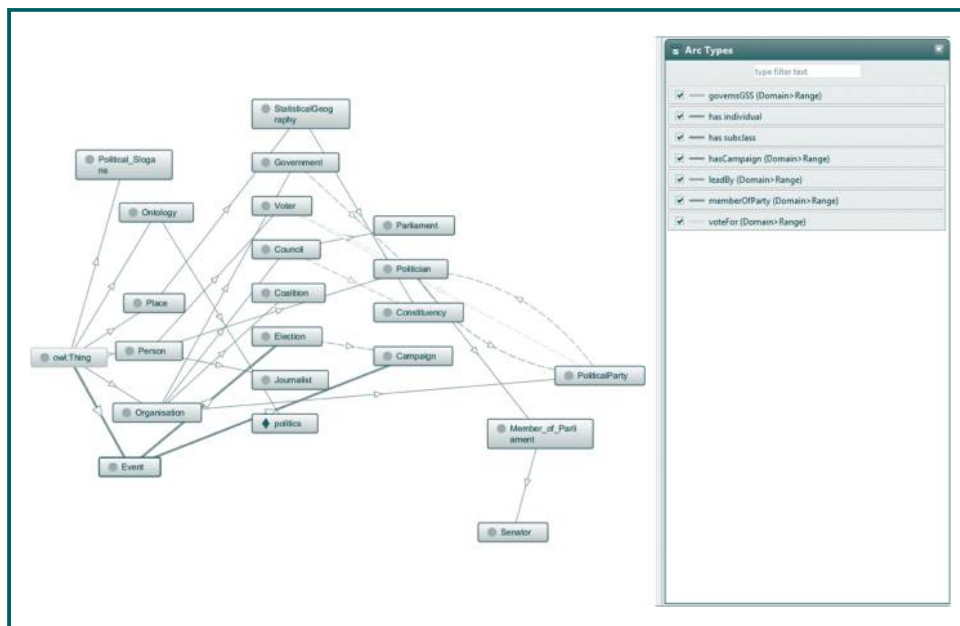 Arc Types
type filter text
governsGSS (Domain>Range)
has individual
has subclass
hasCampaign (Domain>Range)
leadBy (Domain>Range)
memberOfParty (Domain>Range)
voteFor (Domain>Range)
StatisticalGeog
raphy
Political_Sloga
ns
Government
Ontology
Voter
Parliament
Council
Politician
Place
Coalition
Constituency
Election
Person
owl:Thing
Campaign
Journalist
PoliticalParty
Organisation
politics
Member_of_Parli
ament
Event
Senator